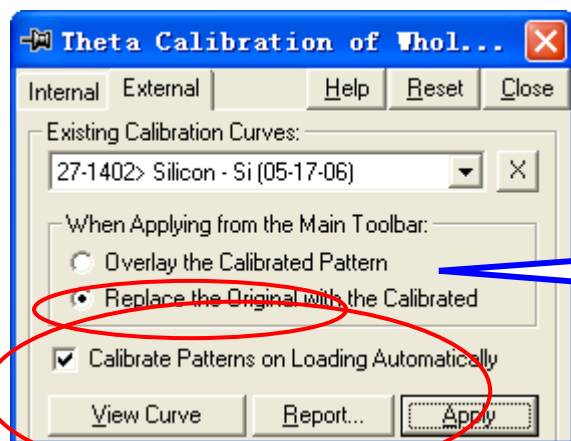 Theta Calibration of Whol...
Internal External Help Reset Close
Existing Calibration Curves:
27-1402> Silicon - Si (05-17-06) X
When Applying from the Main Toolbar:
Overlay the Calibrated Pattern
Replace the Original with the Calibrated
Calibrate Patterns on Loading Automatically
View Curve Report... Apply